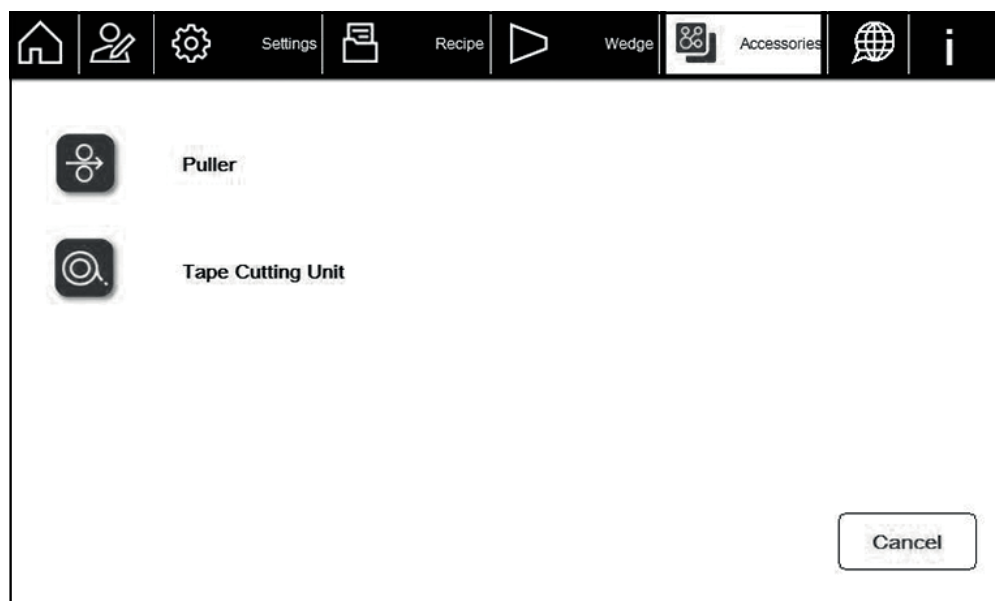 Settings
Recipe
Wedge
Accessories
Puller
Tape Cutting Unit
Cancel